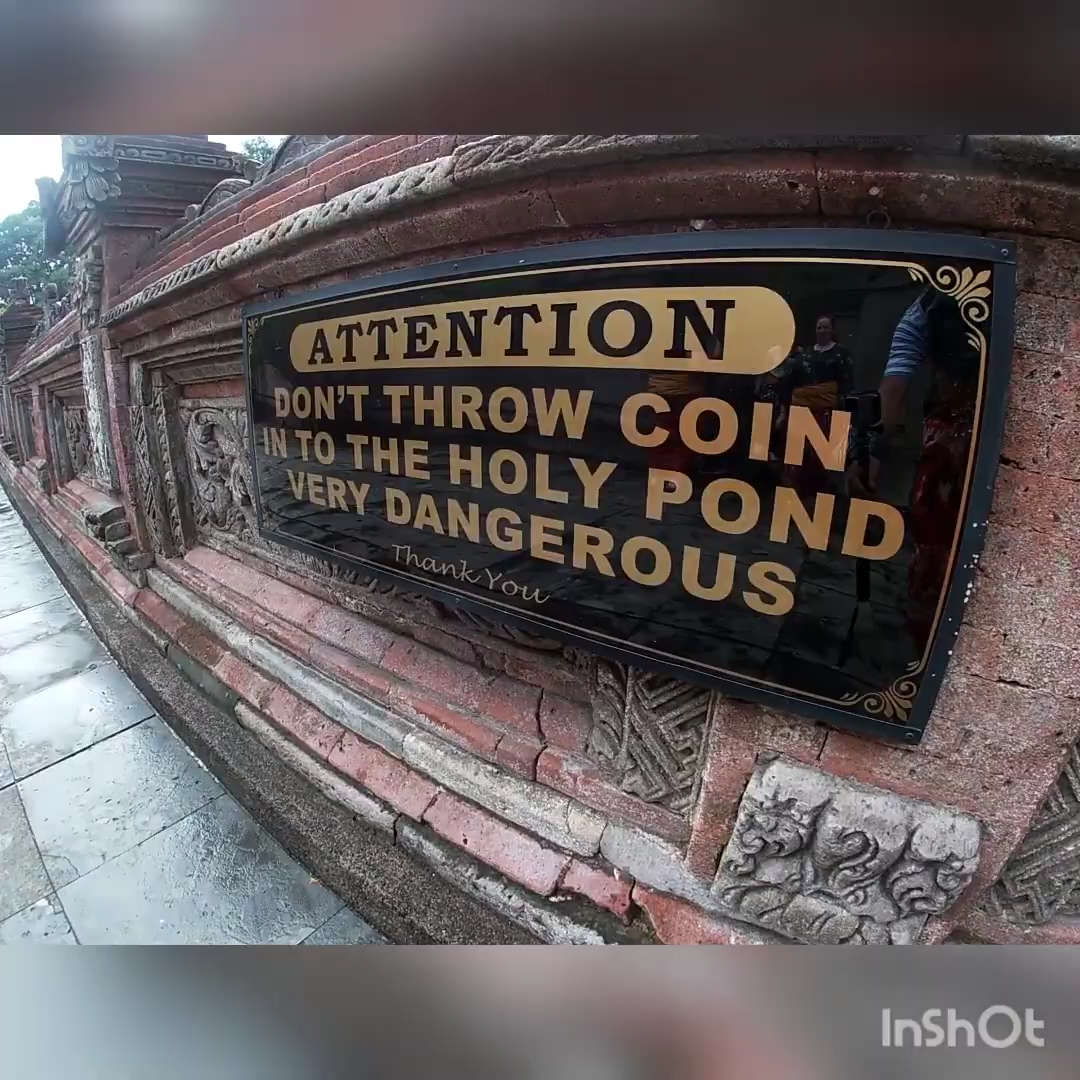 ATTENTION
DON'T THROW COIN
IN TO THE HOLY POND
VERY DANGEROUS
Thank You
InShOt